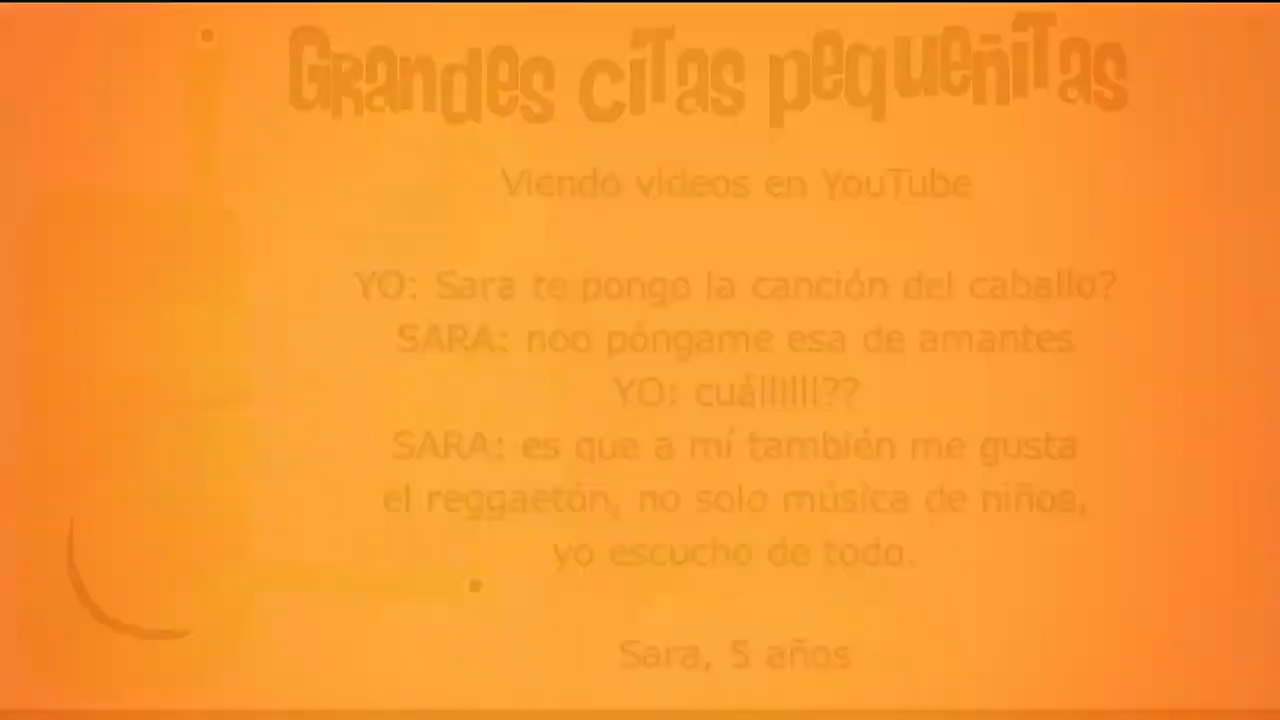 Grandes citas pequeñitas
Viendo videos en YouTube
YO: Sara te pongo la canción del caballo?
SARA: noo póngame esa de amantes
YO: cuállllll??
SARA: es que a mí también me gusta
el reggaetón, no solo música de niños,
yo escucho de todo.
Sara, 5 años